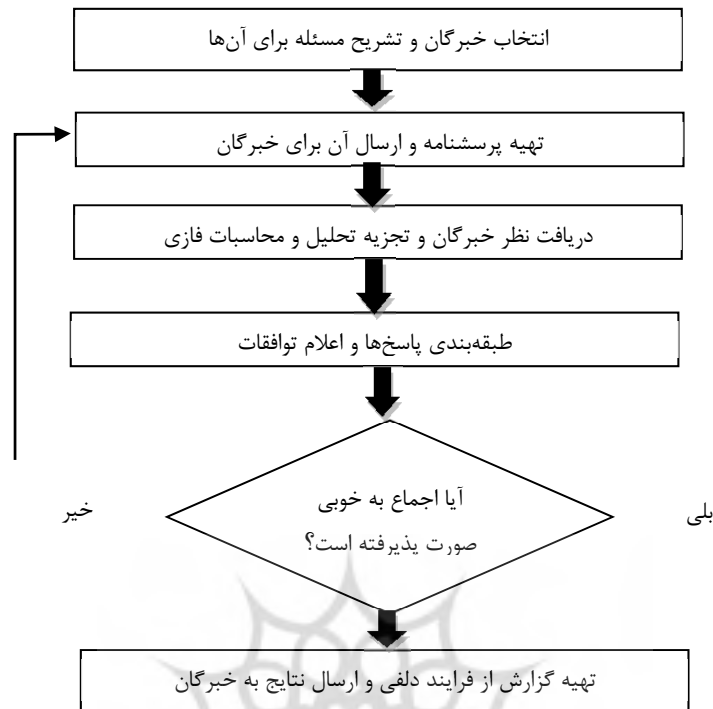 انتخاب خبرگان و تشریح مسئله برای آن‌ها
تهیه پرسشنامه و ارسال آن برای خبرگان
دریافت نظر خبرگان و تجزیه تحلیل و محاسبات فازی
طبقه‌بندی پاسخ‌ها و اعلام توافقات
آیا اجماع به خوبی
صورت پذیرفته است؟
بلی
خیر
تهیه گزارش از فرایند دلفی و ارسال نتایج به خبرگان